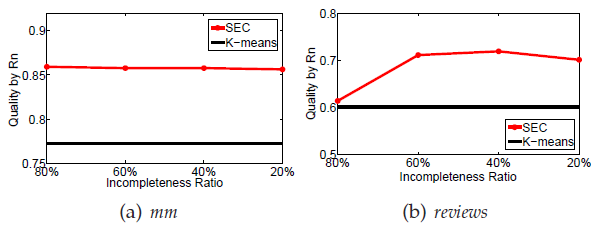 0.9
0.85
0.8
0.75
Quality by Rn
SEC
K-means
80% 60% 40% 20%
Incompleteness Ratio
(a) mm
0.8
0.7
0.6
0.5
Quality by Rn
SEC
K-means
80% 60% 40% 20%
Incompleteness Ratio
(b) reviews